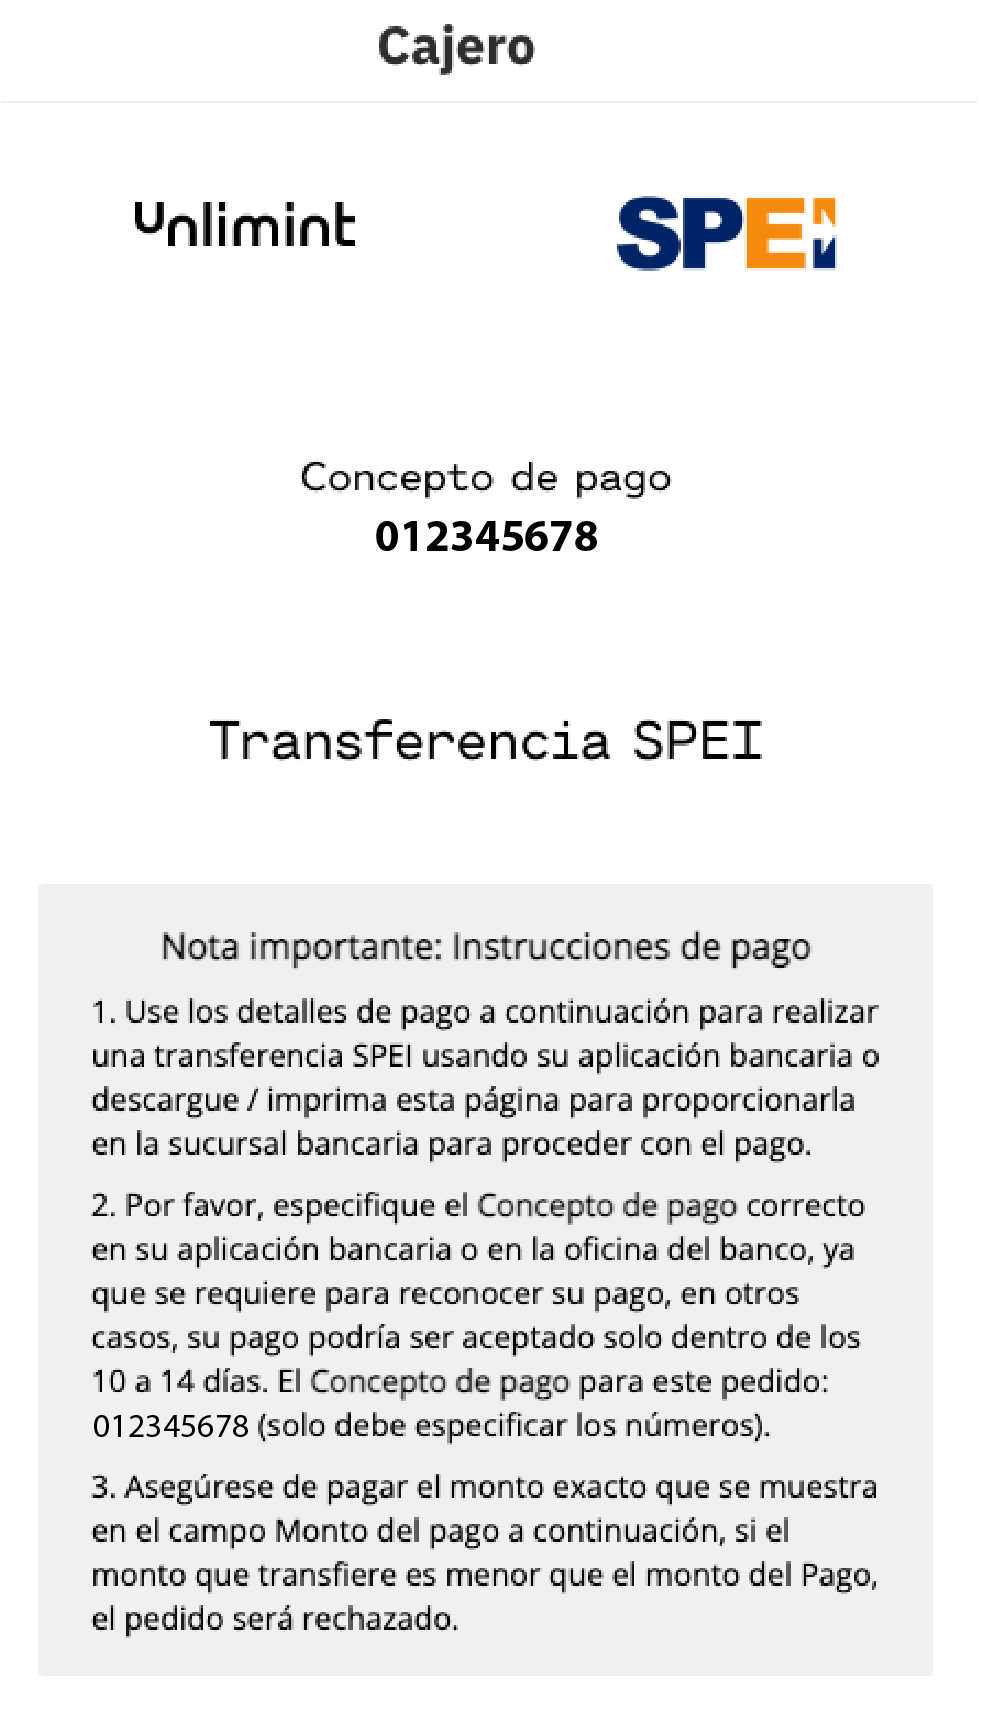 Cajero
unlimint
SPEI
Concepto de pago
012345678
Transferencia SPEI
Nota importante: Instrucciones de pago
1. Use los detalles de pago a continuación para realizar
una transferencia SPEI usando su aplicación bancaria o
descargue / imprima esta página para proporcionarla
en la sucursal bancaria para proceder con el pago.
2. Por favor, especifique el Concepto de pago correcto
en su aplicación bancaria o en la oficina del banco, ya
que se requiere para reconocer su pago, en otros
casos, su pago podría ser aceptado solo dentro de los
10 a 14 días. El Concepto de pago para este pedido:
012345678 (solo debe especificar los números).
3. Asegúrese de pagar el monto exacto que se muestra
en el campo Monto del pago a continuación, si el
monto que transfiere es menor que el monto del Pago,
el pedido será rechazado.